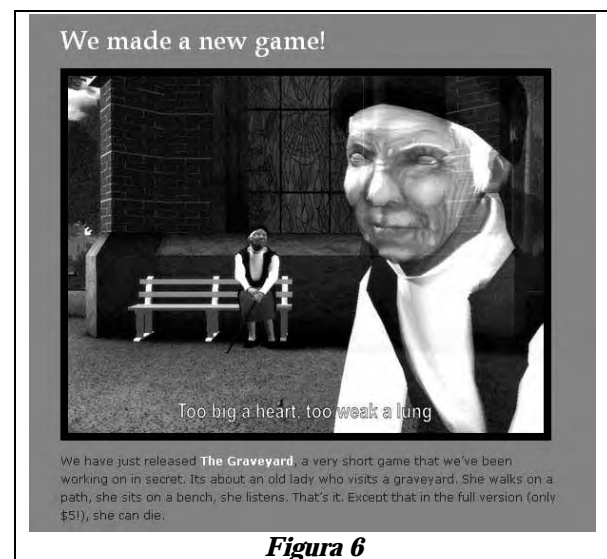 We made a new game!
Too big a heart, too weak a lung
We have just released The Graveyard, a very short game that we've been
working on in secret. Its about an old lady who visits a graveyard. She walks on a
path, she sits on a bench, she listens. That's it. Except that in the full version (only
$5!), she can die.
Figura 6